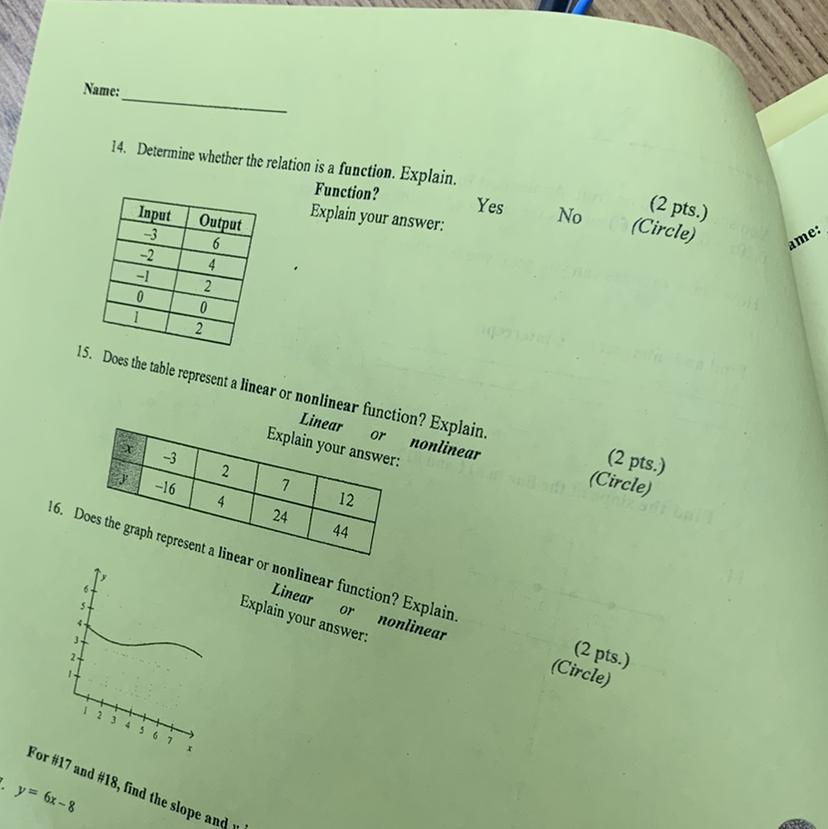 Name:
14. Determine whether the relation is a function. Explain.
Function? Yes No (2 pts.)
Explain your answer: (Circle)
Input Output
-3 6
-2 4
-1 2
0 0
1 2
15. Does the table represent a linear or nonlinear function? Explain.
Linear or nonlinear (2 pts.)
Explain your answer: (Circle)
x -3 2 7 12
y -16 4 24 44
16. Does the graph represent a linear or nonlinear function? Explain.
Linear or nonlinear (2 pts.)
Explain your answer: (Circle)
y
6
5
4
3
2
1
1 2 3 4 5 6 7 x
For #17 and #18, find the slope and
y = 6x - 8
ame: